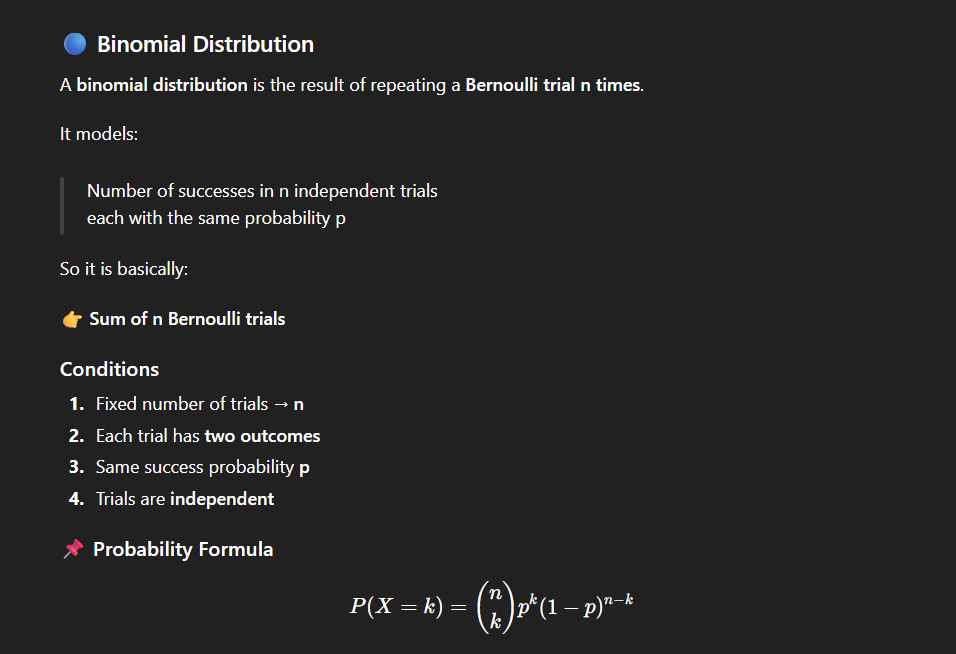 🔵 Binomial Distribution
A binomial distribution is the result of repeating a Bernoulli trial n times.
It models:
Number of successes in n independent trials
each with the same probability p
So it is basically:
👉 Sum of n Bernoulli trials
Conditions
1. Fixed number of trials → n
2. Each trial has two outcomes
3. Same success probability p
4. Trials are independent
📌 Probability Formula
$P(X = k) = \binom{n}{k} p^k (1 - p)^{n-k}$